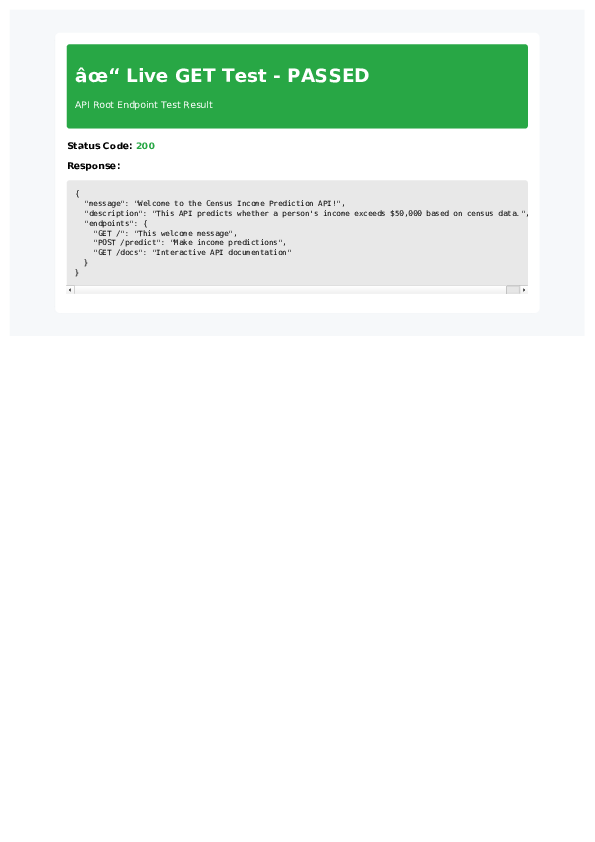 âœ“ Live GET Test - PASSED
API Root Endpoint Test Result
Status Code: 200
Response:
{
  "message": "Welcome to the Census Income Prediction API!",
  "description": "This API predicts whether a person's income exceeds $50,000 based on census data.",
  "endpoints": {
    "GET /": "This welcome message",
    "POST /predict": "Make income predictions",
    "GET /docs": "Interactive API documentation"
  }
}